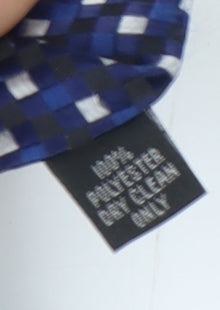 100%
POLYESTER
DRY CLEAN
ONLY